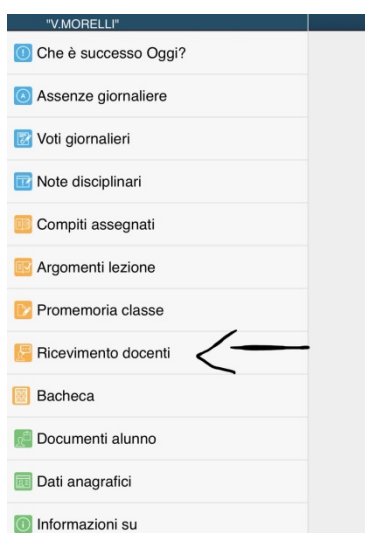 "V.MORELLI"
Che è successo Oggi?
Assenze giornaliere
Voti giornalieri
Note disciplinari
Compiti assegnati
Argomenti lezione
Promemoria classe
Ricevimento docenti
Bacheca
Documenti alunno
Dati anagrafici
Informazioni su